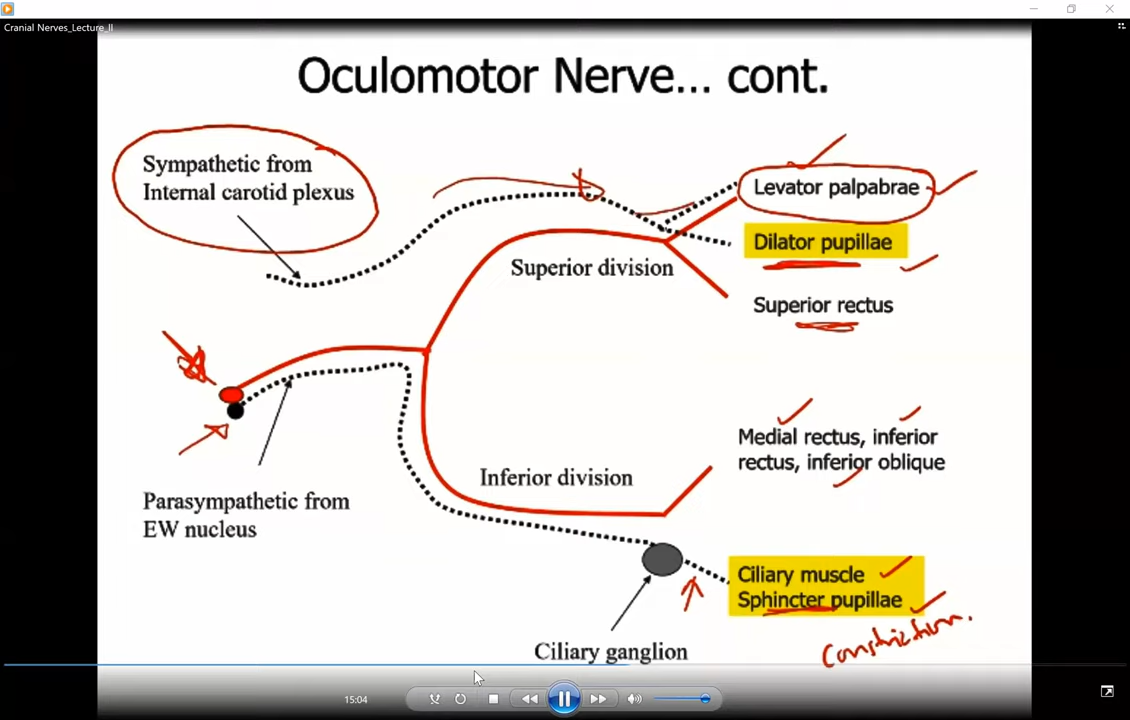 Cranial Nerves_Lecture_II
Oculomotor Nerve... cont.
Sympathetic from
Internal carotid plexus
Levator palpabrae
Dilator pupillae
Superior division
Superior rectus
Medial rectus, inferior
rectus, inferior oblique
Inferior division
Parasympathetic from
EW nucleus
Ciliary muscle
Sphincter pupillae
Constriction.
Ciliary ganglion
15:04